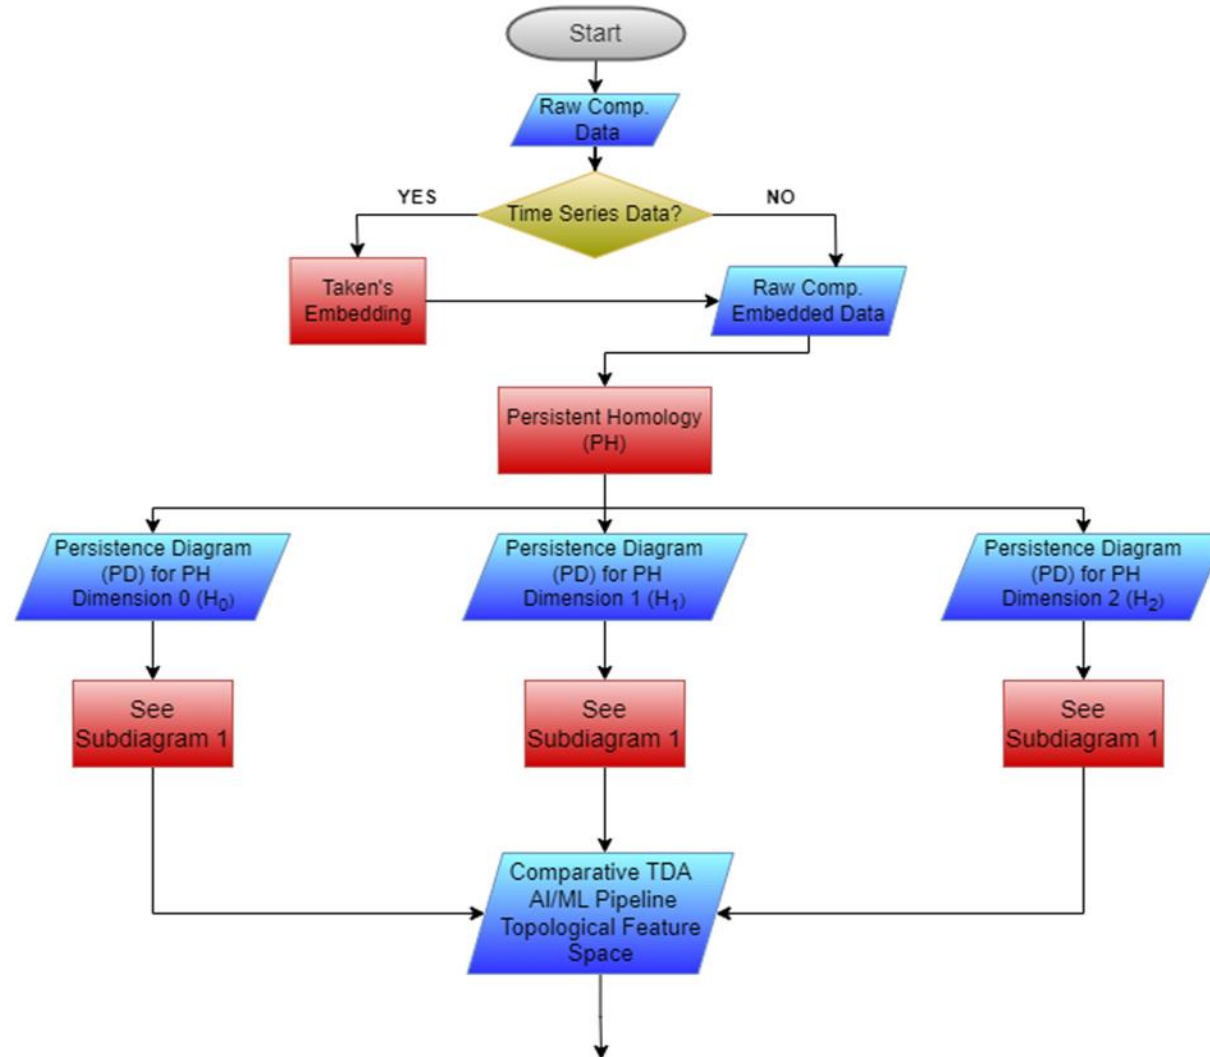 Start
Raw Comp.
Data
YES
Time Series Data?
NO
Taken's
Embedding
Raw Comp.
Embedded Data
Persistent Homology
(PH)
Persistence Diagram
(PD) for PH
Dimension 0 (H₀)
Persistence Diagram
(PD) for PH
Dimension 1 (H₁)
Persistence Diagram
(PD) for PH
Dimension 2 (H₂)
See
Subdiagram 1
See
Subdiagram 1
See
Subdiagram 1
Comparative TDA
AI/ML Pipeline
Topological Feature
Space